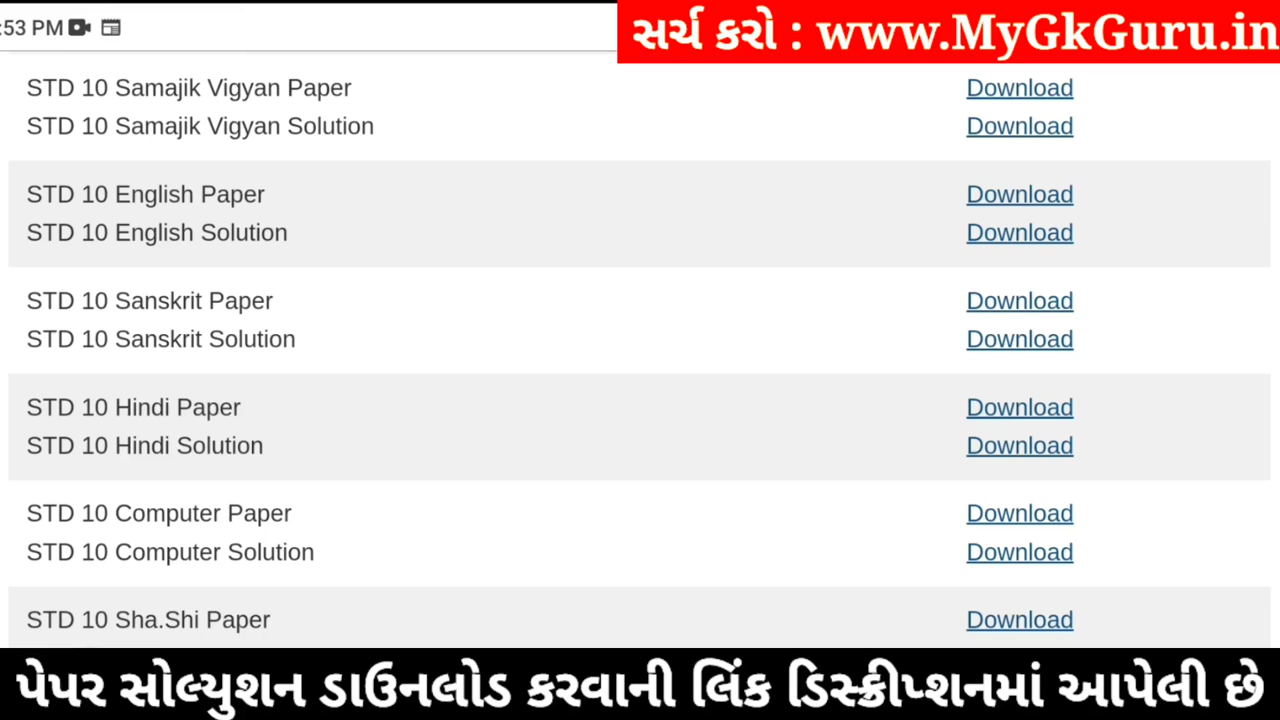 :53 PM
સર્ચ કરો : www.MyGkGuru.in
STD 10 Samajik Vigyan Paper Download
STD 10 Samajik Vigyan Solution Download
STD 10 English Paper Download
STD 10 English Solution Download
STD 10 Sanskrit Paper Download
STD 10 Sanskrit Solution Download
STD 10 Hindi Paper Download
STD 10 Hindi Solution Download
STD 10 Computer Paper Download
STD 10 Computer Solution Download
STD 10 Sha.Shi Paper Download
પેપર સોલ્યુશન ડાઉનલોડ કરવાની લિંક ડિસ્ક્રીપ્શનમાં આપેલી છે